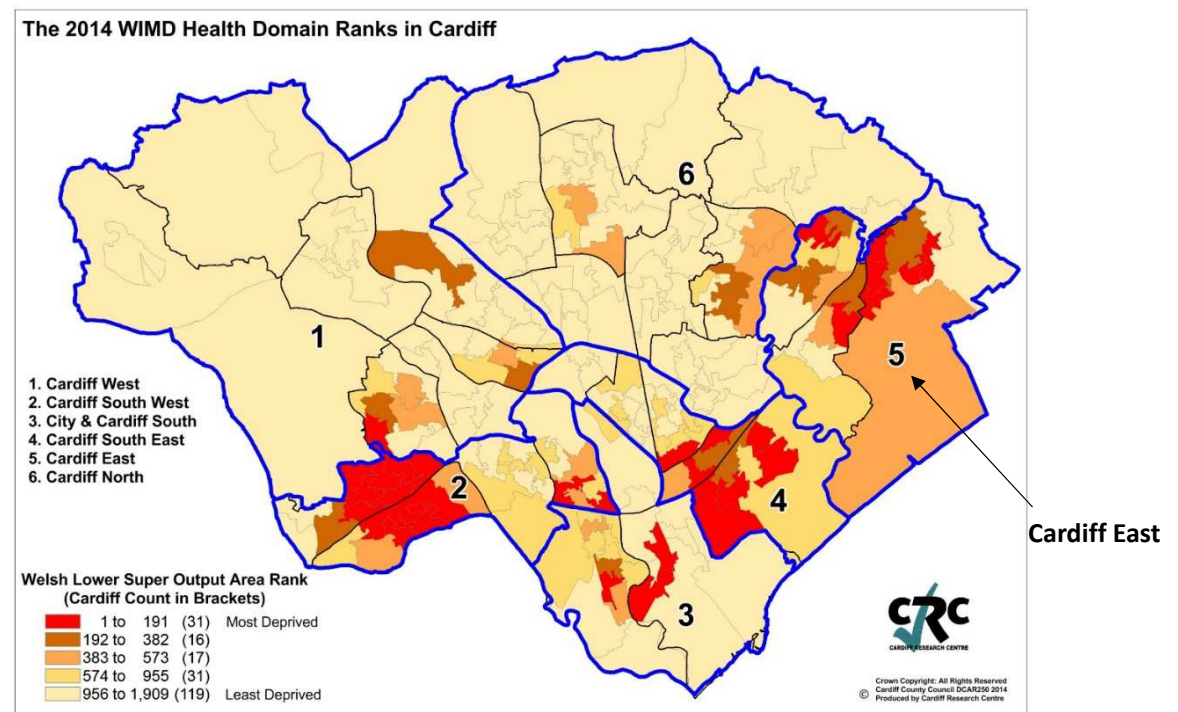 The 2014 WIMD Health Domain Ranks in Cardiff
6
1
5
1. Cardiff West
2. Cardiff South West
3. City & Cardiff South
4. Cardiff South East
5. Cardiff East
6. Cardiff North
2
4
Cardiff East
3
Welsh Lower Super Output Area Rank
(Cardiff Count in Brackets)
1 to 191 (31) Most Deprived
192 to 382 (16)
383 to 573 (17)
574 to 955 (31)
956 to 1,909 (119) Least Deprived
CRC
CARDIFF RESEARCH CENTRE
Crown Copyright: All Rights Reserved
Cardiff County Council DCAR250 2014
© Produced by Cardiff Research Centre